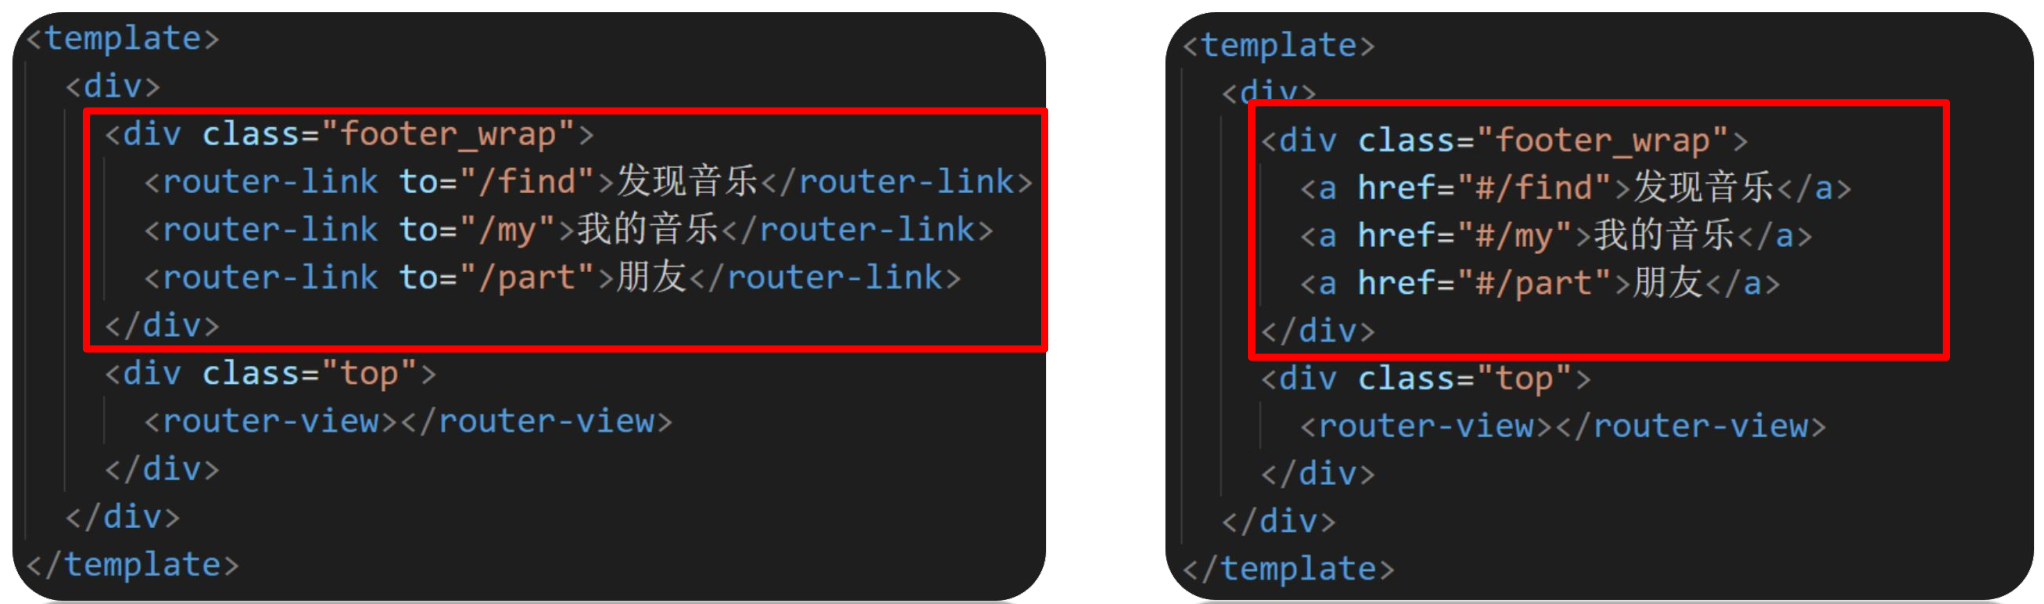 <template>
<div>
<div class="footer_wrap">
<router-link to="/find">发现音乐</router-link>
<router-link to="/my">我的音乐</router-link>
<router-link to="/part">朋友</router-link>
</div>
<div class="top">
<router-view></router-view>
</div>
</div>
</template>
<template>
<div>
<div class="footer_wrap">
<a href="#/find">发现音乐</a>
<a href="#/my">我的音乐</a>
<a href="#/part">朋友</a>
</div>
<div class="top">
<router-view></router-view>
</div>
</div>
</template>